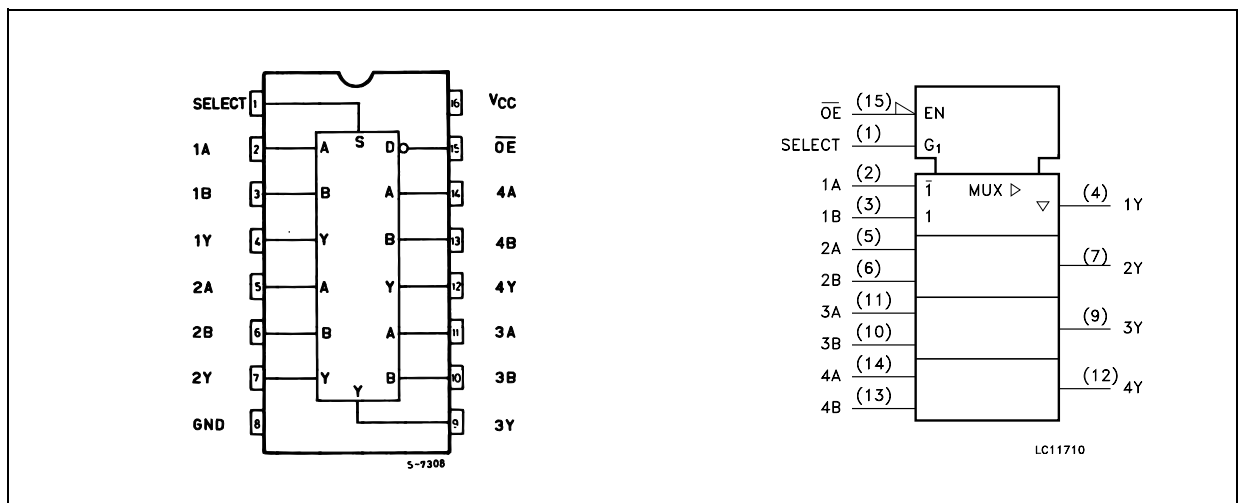 SELECT 1 S 16 VCC
1A 2 A D 15 O̅E̅
1B 3 B A 14 4A
1Y 4 Y B 13 4B
2A 5 A Y 12 4Y
2B 6 B A 11 3A
2Y 7 Y B 10 3B
GND 8 Y 9 3Y
S-7308
O̅E̅ (15) EN
SELECT (1) G1
1A (2) 1̅ MUX ▷
1B (3) 1 ▽ (4) 1Y
2A (5)
2B (6) (7) 2Y
3A (11)
3B (10) (9) 3Y
4A (14)
4B (13) (12) 4Y
LC11710